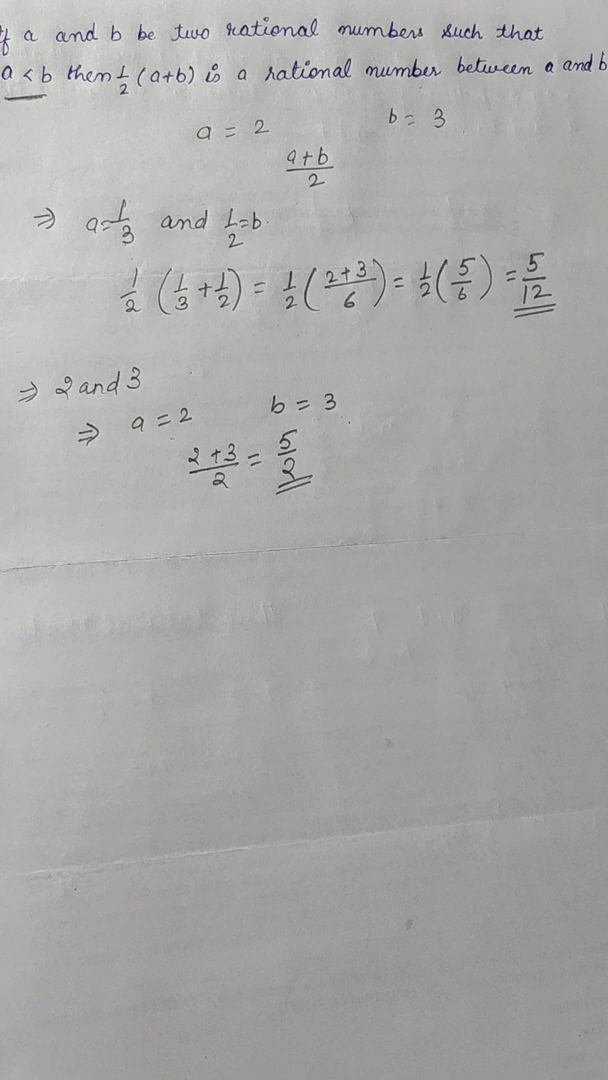 If a and b be two rational numbers such that
a < b then 1/2 (a+b) is a rational number between a and b
a = 2 b = 3
a+b/2
⇒ a=1/3 and 1/2=b.
1/2 (1/3 + 1/2) = 1/2 (2+3/6) = 1/2 (5/6) = 5/12
⇒ 2 and 3
⇒ a = 2 b = 3
2+3/2 = 5/2